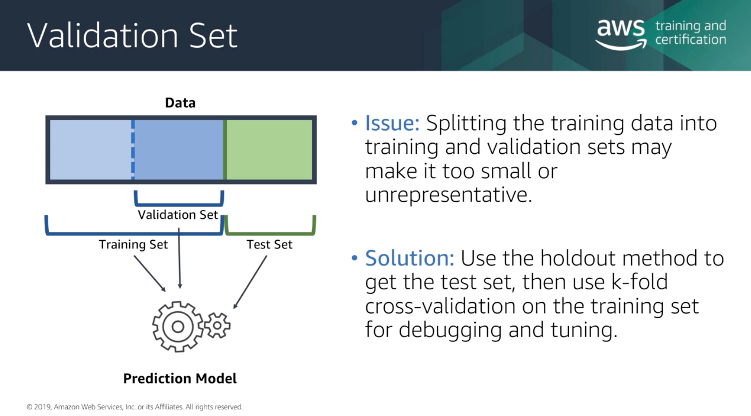 Validation Set
aws training and
certification
Data
Validation Set
Training Set
Test Set
Prediction Model
• Issue: Splitting the training data into
training and validation sets may
make it too small or
unrepresentative.
• Solution: Use the holdout method to
get the test set, then use k-fold
cross-validation on the training set
for debugging and tuning.
© 2019, Amazon Web Services, Inc. or its Affiliates. All rights reserved.